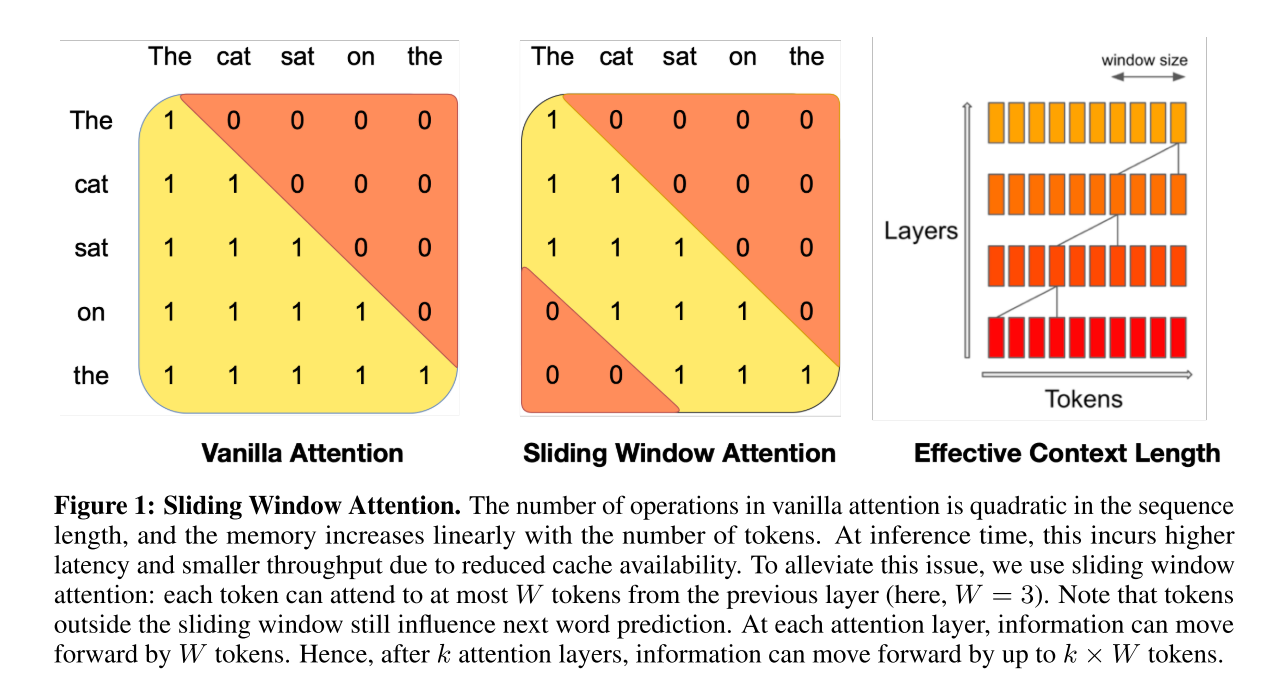 The cat sat on the
The 1 0 0 0 0
cat 1 1 0 0 0
sat 1 1 1 0 0
on 1 1 1 1 0
the 1 1 1 1 1
Vanilla Attention
The cat sat on the
1 0 0 0 0
1 1 0 0 0
1 1 1 0 0
0 1 1 1 0
0 0 1 1 1
Sliding Window Attention
window size
Layers
Tokens
Effective Context Length
Figure 1: Sliding Window Attention. The number of operations in vanilla attention is quadratic in the sequence
length, and the memory increases linearly with the number of tokens. At inference time, this incurs higher
latency and smaller throughput due to reduced cache availability. To alleviate this issue, we use sliding window
attention: each token can attend to at most W tokens from the previous layer (here, W = 3). Note that tokens
outside the sliding window still influence next word prediction. At each attention layer, information can move
forward by W tokens. Hence, after k attention layers, information can move forward by up to k × W tokens.